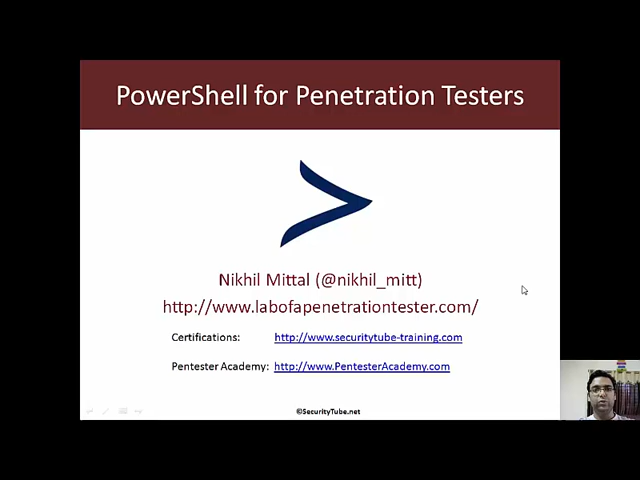 PowerShell for Penetration Testers
Nikhil Mittal (@nikhil_mitt)
http://www.labofapenetrationtester.com/
Certifications: http://www.securitytube-training.com
Pentester Academy: http://www.PentesterAcademy.com
©SecurityTube.net